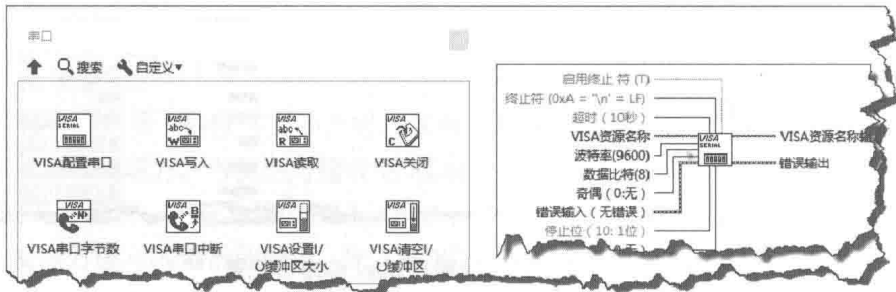 串口
搜索 自定义▾
VISA配置串口 VISA写入 VISA读取 VISA关闭
VISA串口字节数 VISA串口中断 VISA设置I/O缓冲区大小 VISA清空I/O缓冲区
启用终止 符 (T)
终止符 (0xA = '\n' = LF)
超时（10秒）
VISA资源名称
波特率(9600)
数据比特(8)
奇偶（0:无）
错误输入（无错误）
停止位（10: 1位）
VISA资源名称输
错误输出